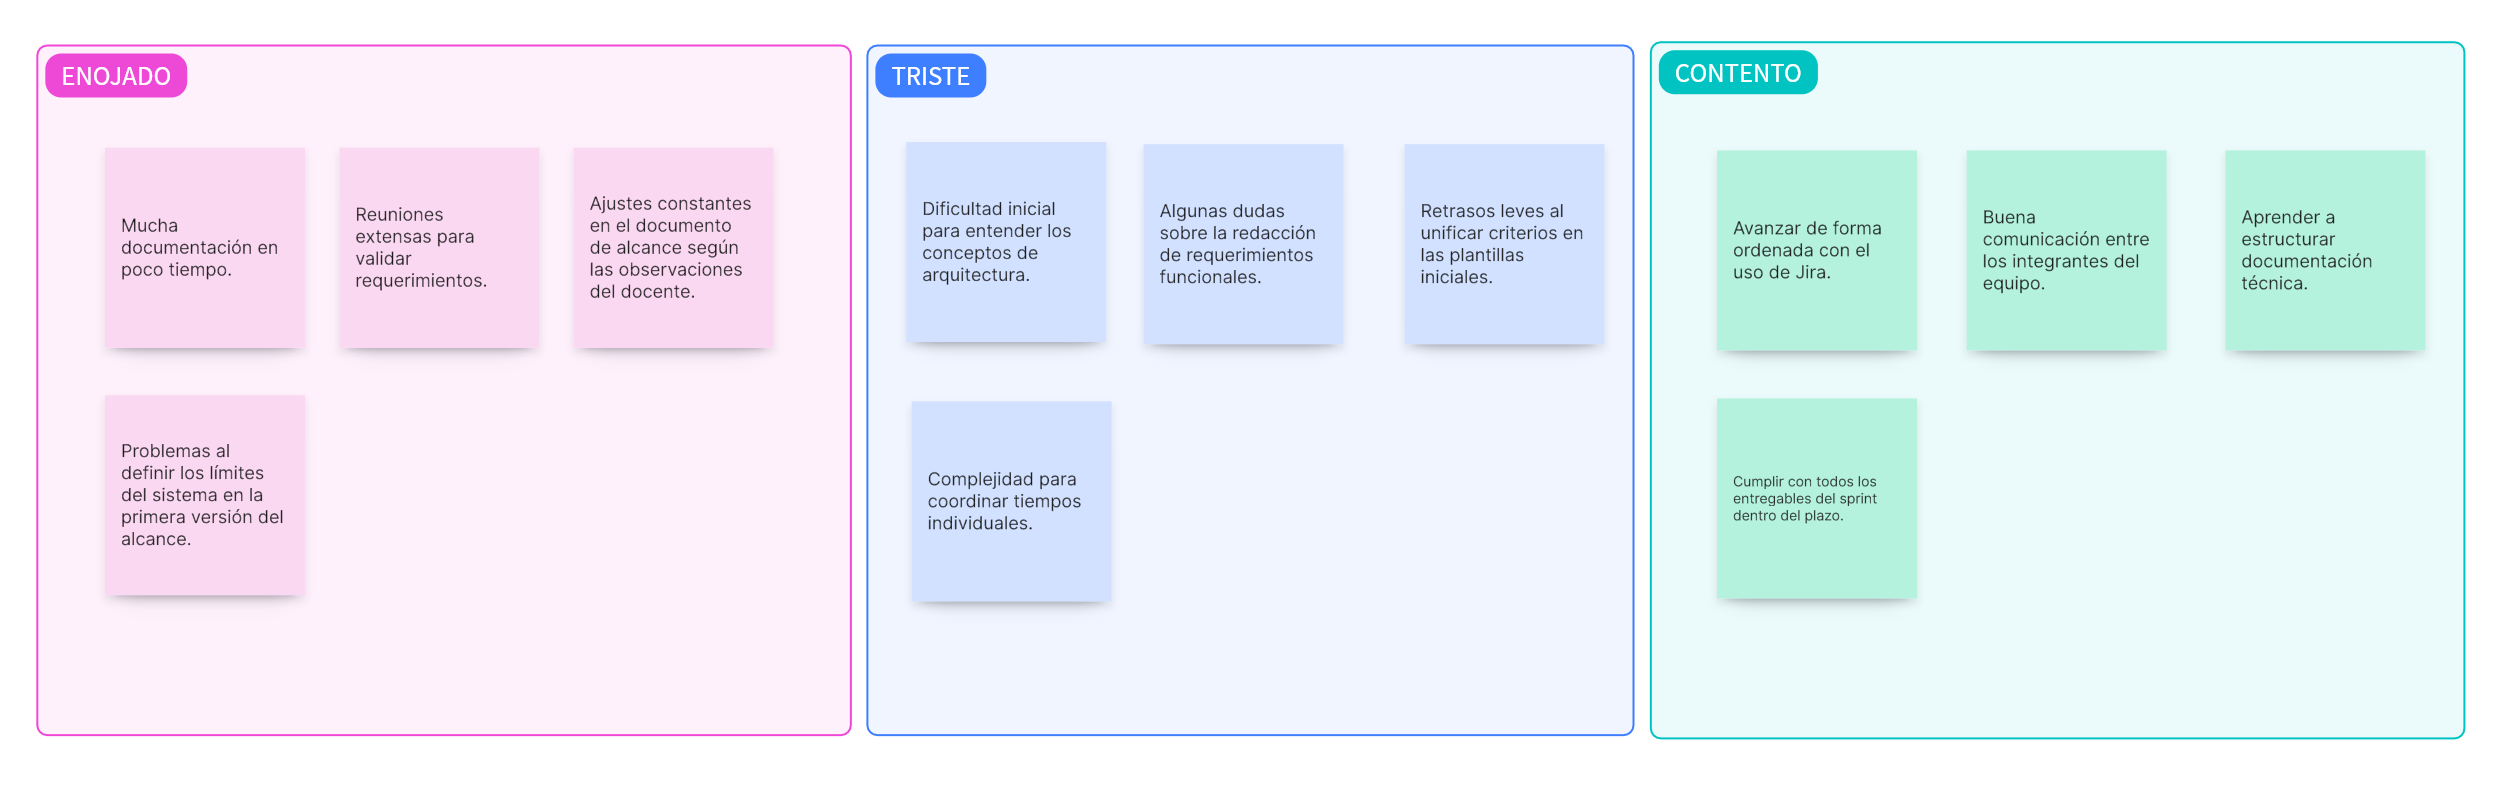 ENOJADO
Mucha
documentación en
poco tiempo.
Reuniones
extensas para
validar
requerimientos.
Ajustes constantes
en el documento
de alcance según
las observaciones
del docente.
Problemas al
definir los límites
del sistema en la
primera versión del
alcance.
TRISTE
Dificultad inicial
para entender los
conceptos de
arquitectura.
Algunas dudas
sobre la redacción
de requerimientos
funcionales.
Retrasos leves al
unificar criterios en
las plantillas
iniciales.
Complejidad para
coordinar tiempos
individuales.
CONTENTO
Avanzar de forma
ordenada con el
uso de Jira.
Buena
comunicación entre
los integrantes del
equipo.
Aprender a
estructurar
documentación
técnica.
Cumplir con todos los
entregables del sprint
dentro del plazo.